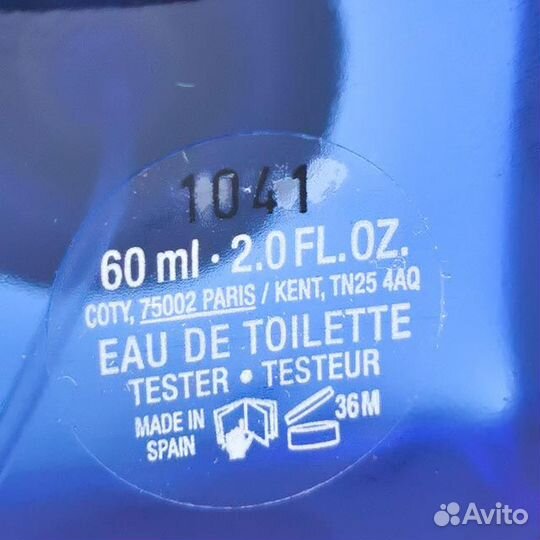 1041
60 ml · 2.0 FL.OZ.
COTY, 75002 PARIS / KENT, TN25 4AQ
EAU DE TOILETTE
TESTER • TESTEUR
MADE IN
SPAIN
36M
Avito